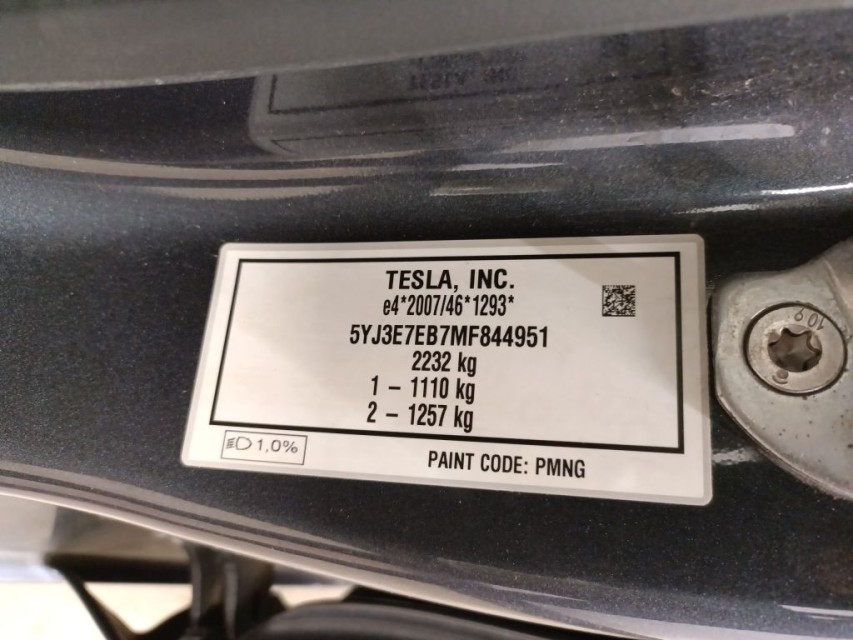 TESLA, INC.
e4*2007/46*1293*
5YJ3E7EB7MF844951
2232 kg
1 – 1110 kg
2 – 1257 kg
1,0%
PAINT CODE: PMNG
10.9